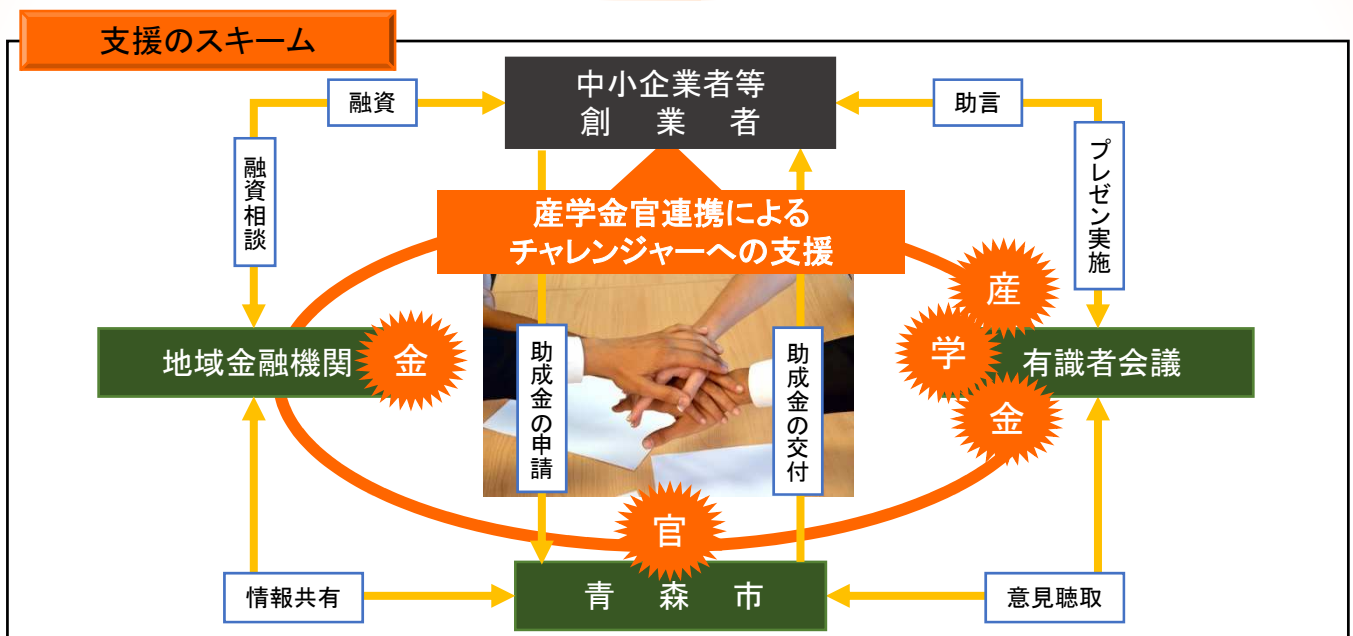 支援のスキーム
中小企業者等
創業者
融資
助言
融資相談
プレゼン実施
産学金官連携による
チャレンジャーへの支援
産
学
金
地域金融機関
金
有識者会議
助成金の申請
助成金の交付
官
青森市
情報共有
意見聴取